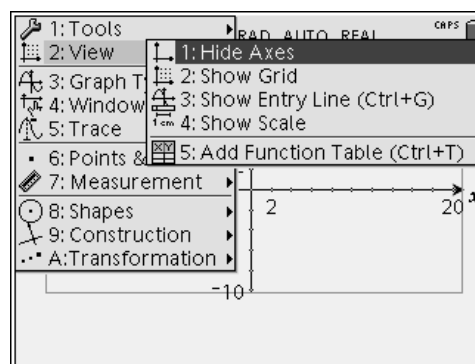 1: Tools
RAD AUTO REAL
CAPS
2: View
1: Hide Axes
2: Show Grid
3: Graph T
3: Show Entry Line (Ctrl+G)
4: Window
1 cm
4: Show Scale
5: Trace
5: Add Function Table (Ctrl+T)
6: Points &
7: Measurement
8: Shapes
2
20
x
9: Construction
A:Transformation
-10